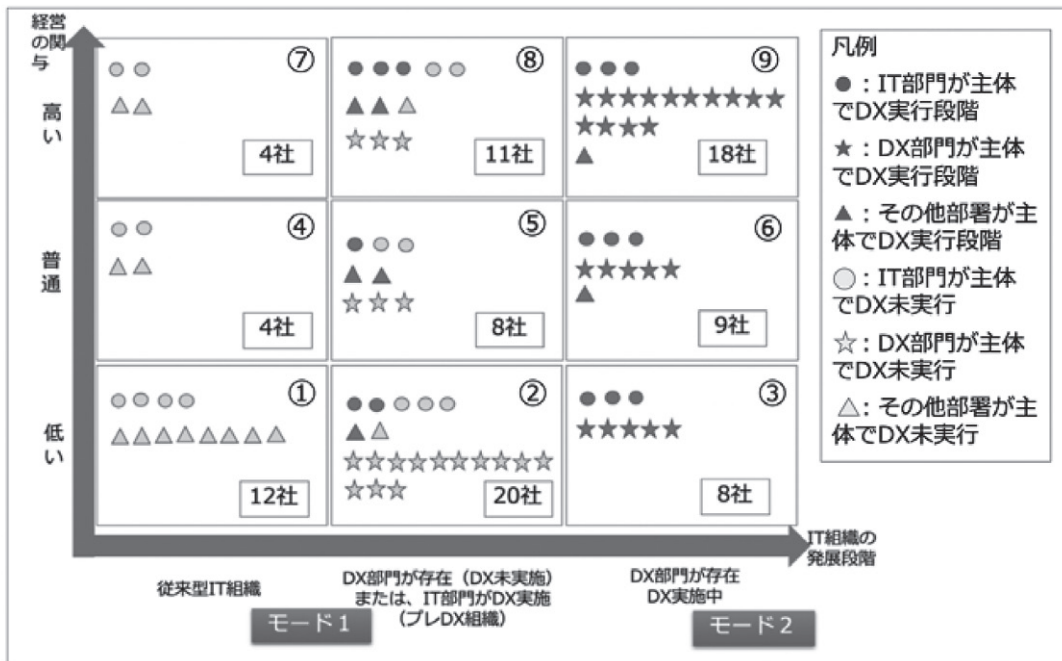 経営
の関
与
高
い
普
通
低
い
⑦
4社
⑧
11社
⑨
18社
④
4社
⑤
8社
⑥
9社
①
12社
②
20社
③
8社
凡例
●：IT部門が主体
でDX実行段階
★：DX部門が主体
でDX実行段階
▲：その他部署が主
体でDX実行段階
○：IT部門が主体
でDX未実行
☆：DX部門が主体
でDX未実行
△：その他部署が主
体でDX未実行
IT組織の
発展段階
従来型IT組織
DX部門が存在（DX未実施）
または、IT部門がDX実施
（プレDX組織）
DX部門が存在
DX実施中
モード1
モード2